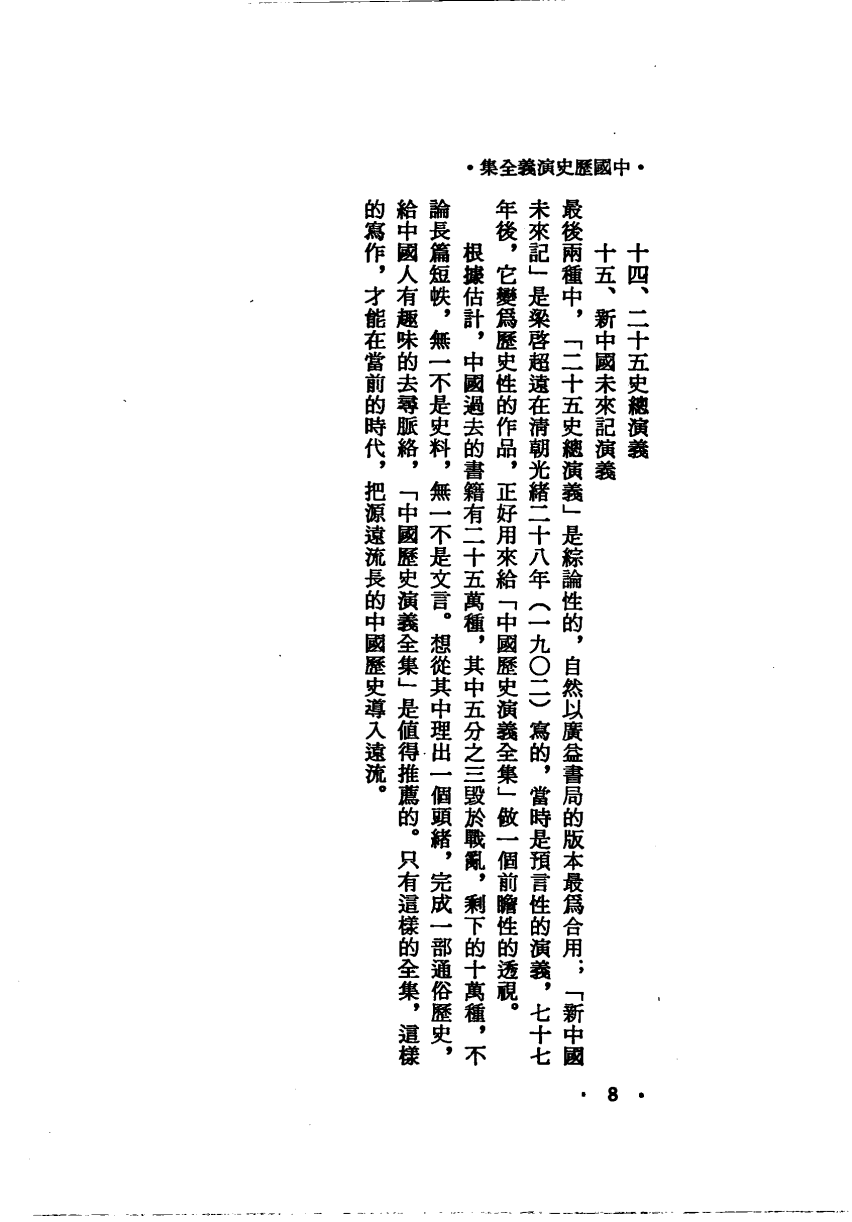 •中國歷史演義全集•
十四、二十五史總演義
十五、新中國未來記演義
最後兩種中，「二十五史總演義」是綜論性的，自然以廣益書局的版本最爲合用；「新中國
未來記」是梁啓超遠在清朝光緒二十八年（一九〇二）寫的，當時是預言性的演義，七十七
年後，它變爲歷史性的作品，正好用來給「中國歷史演義全集」做一個前瞻性的透視。
根據估計，中國過去的書籍有二十五萬種，其中五分之三毀於戰亂，剩下的十萬種，不
論長篇短帙，無一不是史料，無一不是文言。想從其中理出一個頭緒，完成一部通俗歷史，
給中國人有趣味的去尋脈絡，「中國歷史演義全集」是值得推薦的。只有這樣的全集，這樣
的寫作，才能在當前的時代，把源遠流長的中國歷史導入遠流。
• 8 •